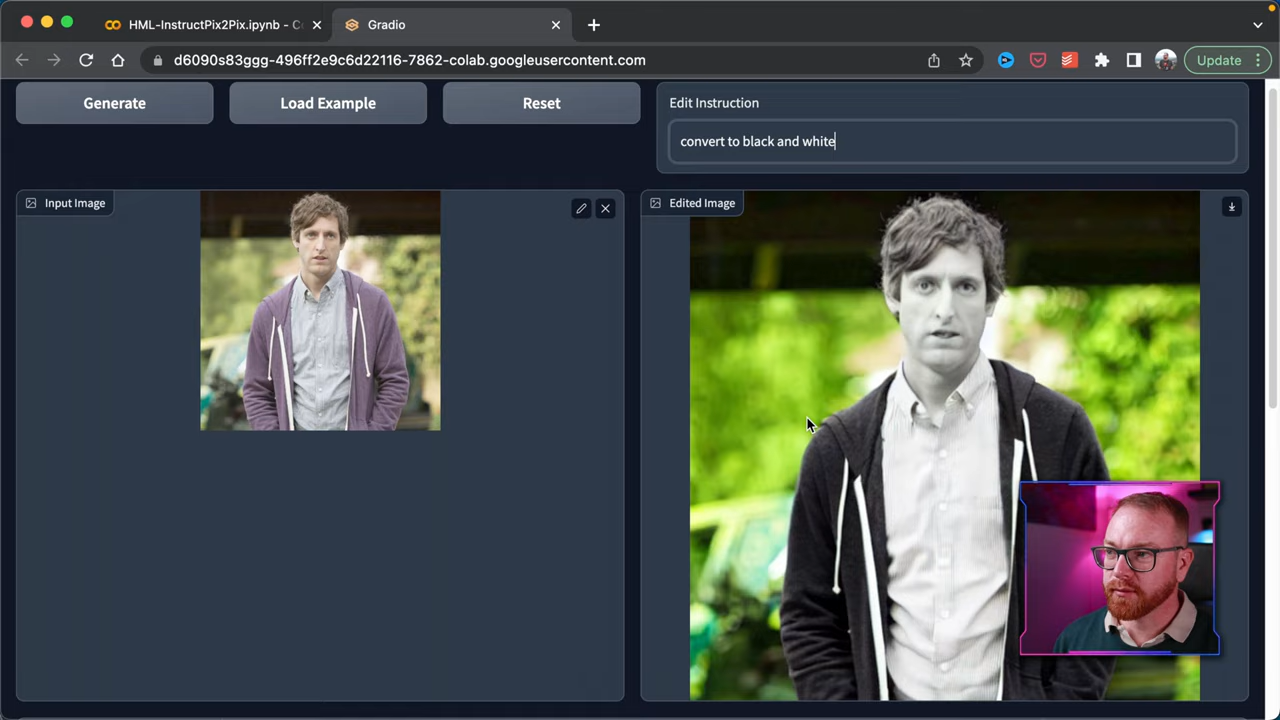 HML-InstructPix2Pix.ipynb - C
Gradio
d6090s83ggg-496ff2e9c6d22116-7862-colab.googleusercontent.com
Update
Generate
Load Example
Reset
Edit Instruction
convert to black and white
Input Image
Edited Image